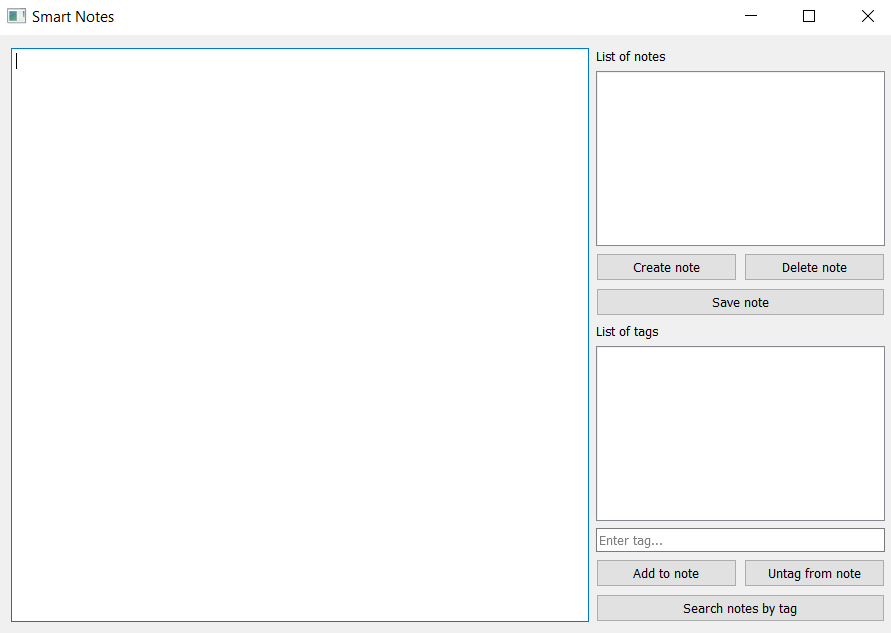 Smart Notes
List of notes
Create note
Delete note
Save note
List of tags
Enter tag...
Add to note
Untag from note
Search notes by tag